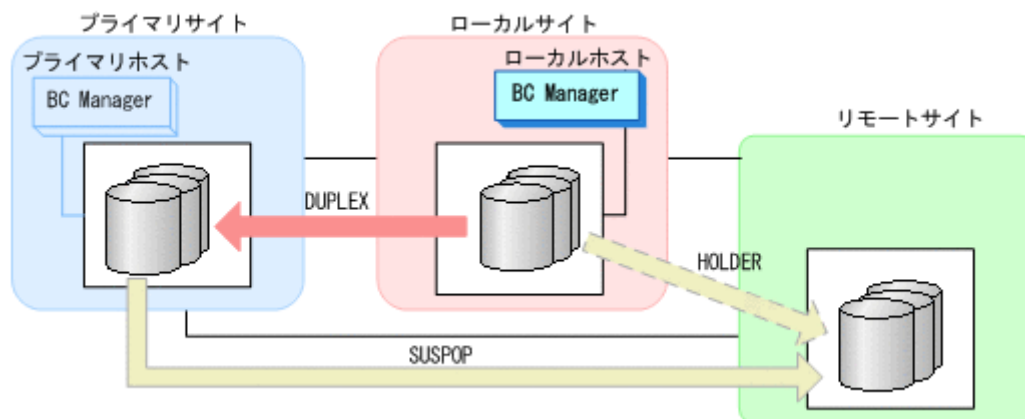 プライマリサイト
ローカルサイト
プライマリホスト
ローカルホスト
BC Manager
BC Manager
リモートサイト
DUPLEX
HOLDER
SUSPOP